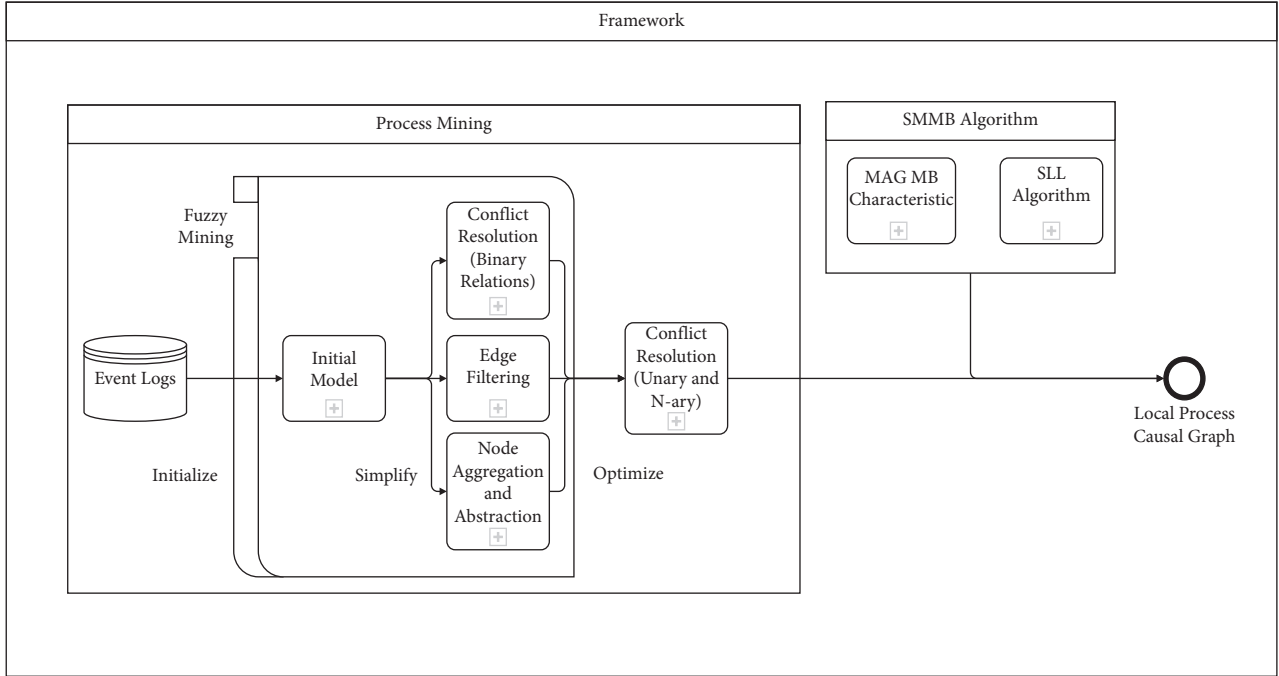 Framework
Process Mining
SMMB Algorithm
MAG MB
Characteristic
SLL
Algorithm
Fuzzy
Mining
Conflict
Resolution
(Binary
Relations)
Event Logs
Initial
Model
Edge
Filtering
Conflict
Resolution
(Unary and
N-ary)
Local Process
Causal Graph
Initialize
Simplify
Node
Aggregation
and
Abstraction
Optimize